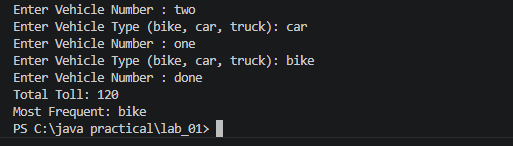 Enter Vehicle Number : two
Enter Vehicle Type (bike, car, truck): car
Enter Vehicle Number : one
Enter Vehicle Type (bike, car, truck): bike
Enter Vehicle Number : done
Total Toll: 120
Most Frequent: bike
PS C:\java practical\lab_01>